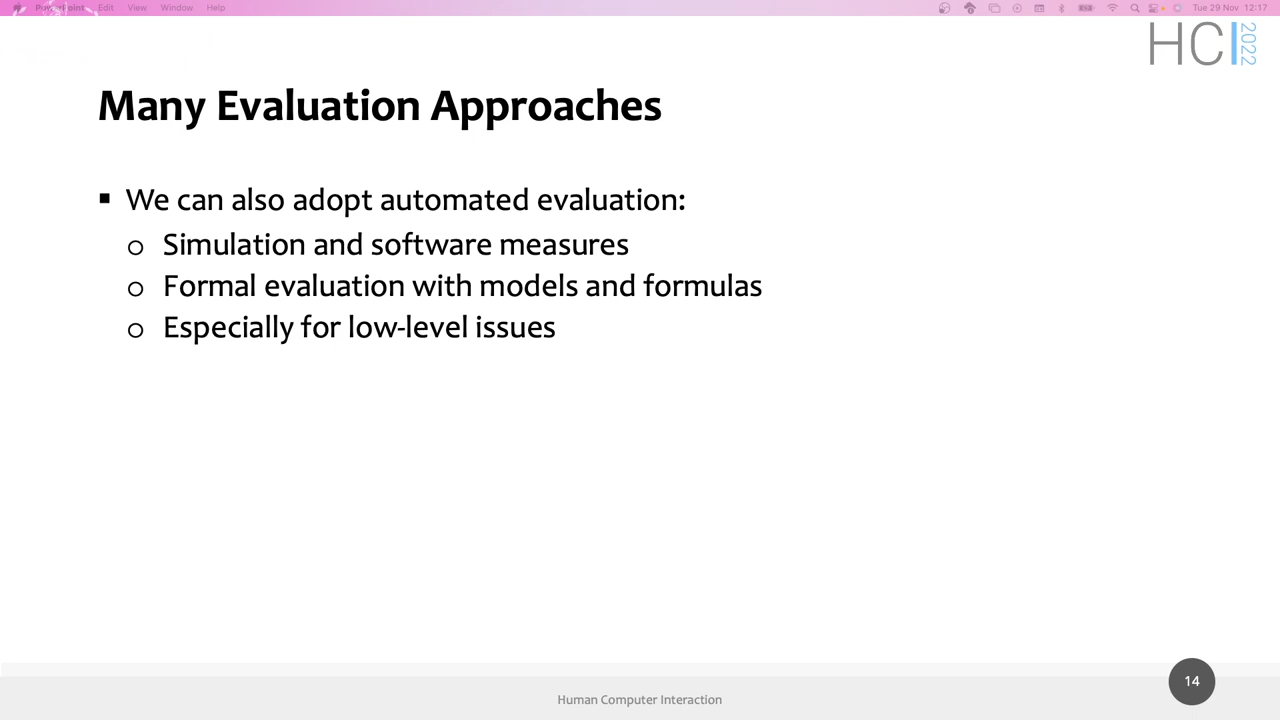 PowerPoint Edit View Window Help Tue 29 Nov 12:17
HCI 2022
Many Evaluation Approaches
▪ We can also adopt automated evaluation:
o Simulation and software measures
o Formal evaluation with models and formulas
o Especially for low-level issues
14
Human Computer Interaction